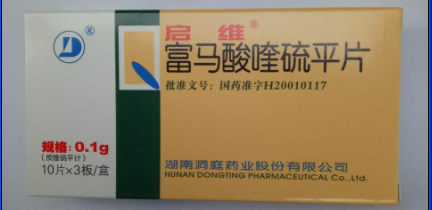 启维®
富马酸喹硫平片
批准文号：国药准字H20010117
规格：0.1g
（按喹硫平计）
10片×3板/盒
湖南洞庭药业股份有限公司
HUNAN DONGTING PHARMACEUTICAL Co.,Ltd.